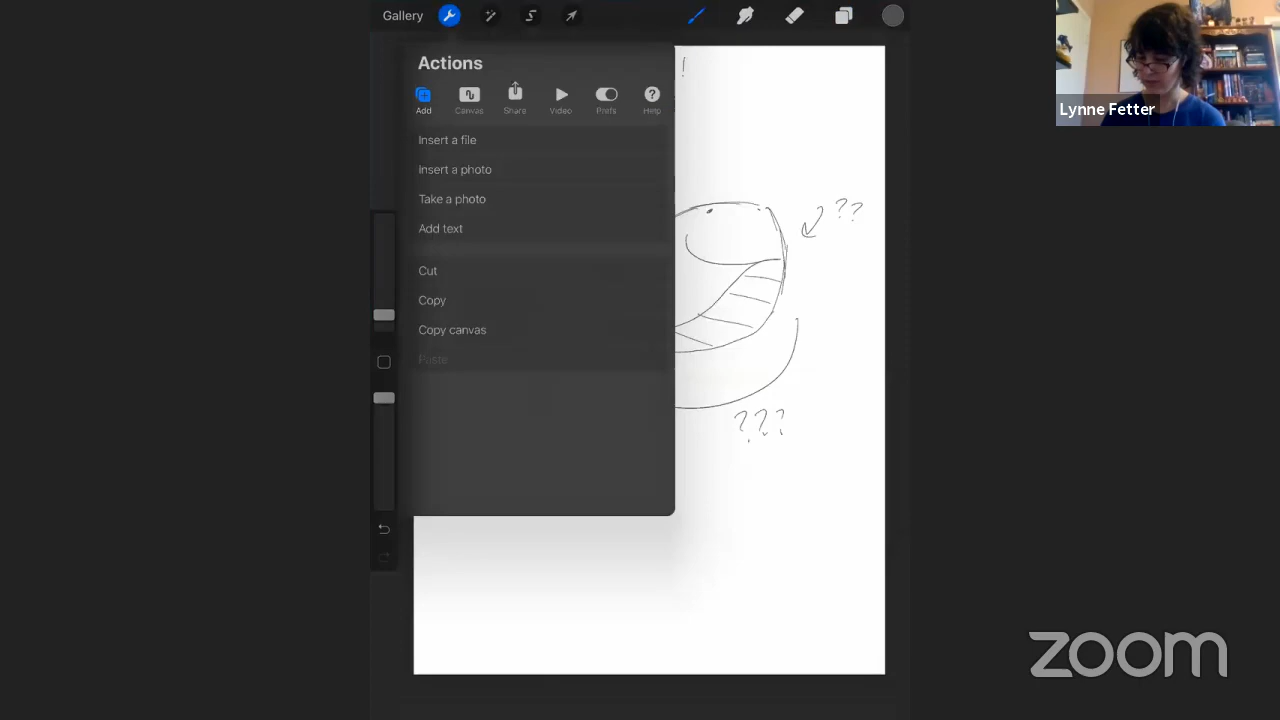 Gallery
!
Actions
Add
Canvas
Share
Video
Prefs
Help
Insert a file
Insert a photo
Take a photo
Add text
Cut
Copy
Copy canvas
Paste
??
???
Lynne Fetter
zoom